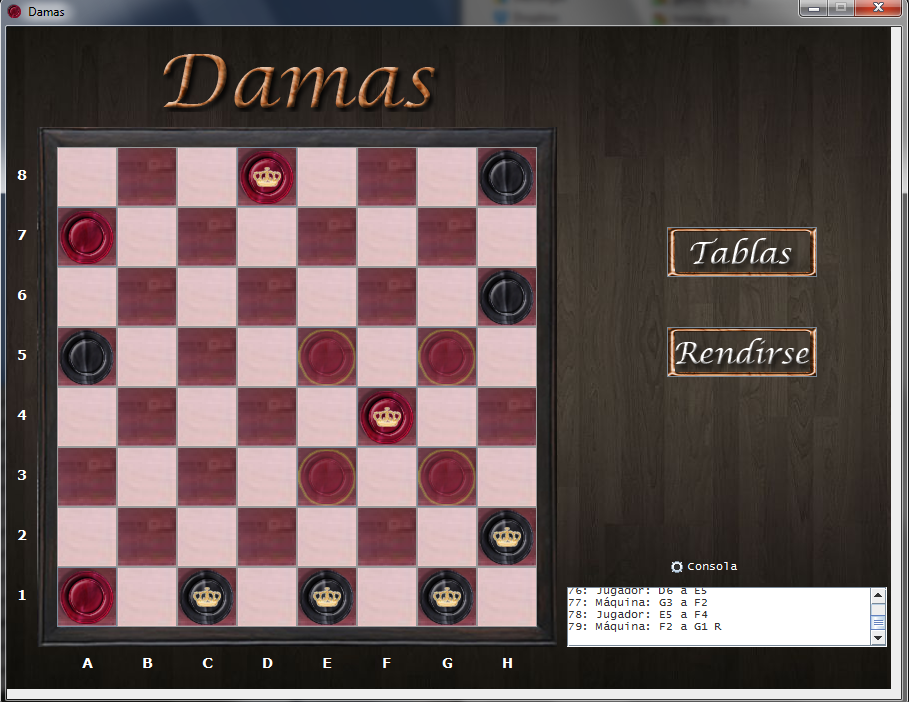 Damas
Damas
8
7
6
5
4
3
2
1
A B C D E F G H
Tablas
Rendirse
Consola
76: Jugador: D6 a E5
77: Máquina: G3 a F2
78: Jugador: E5 a F4
79: Máquina: F2 a G1 R